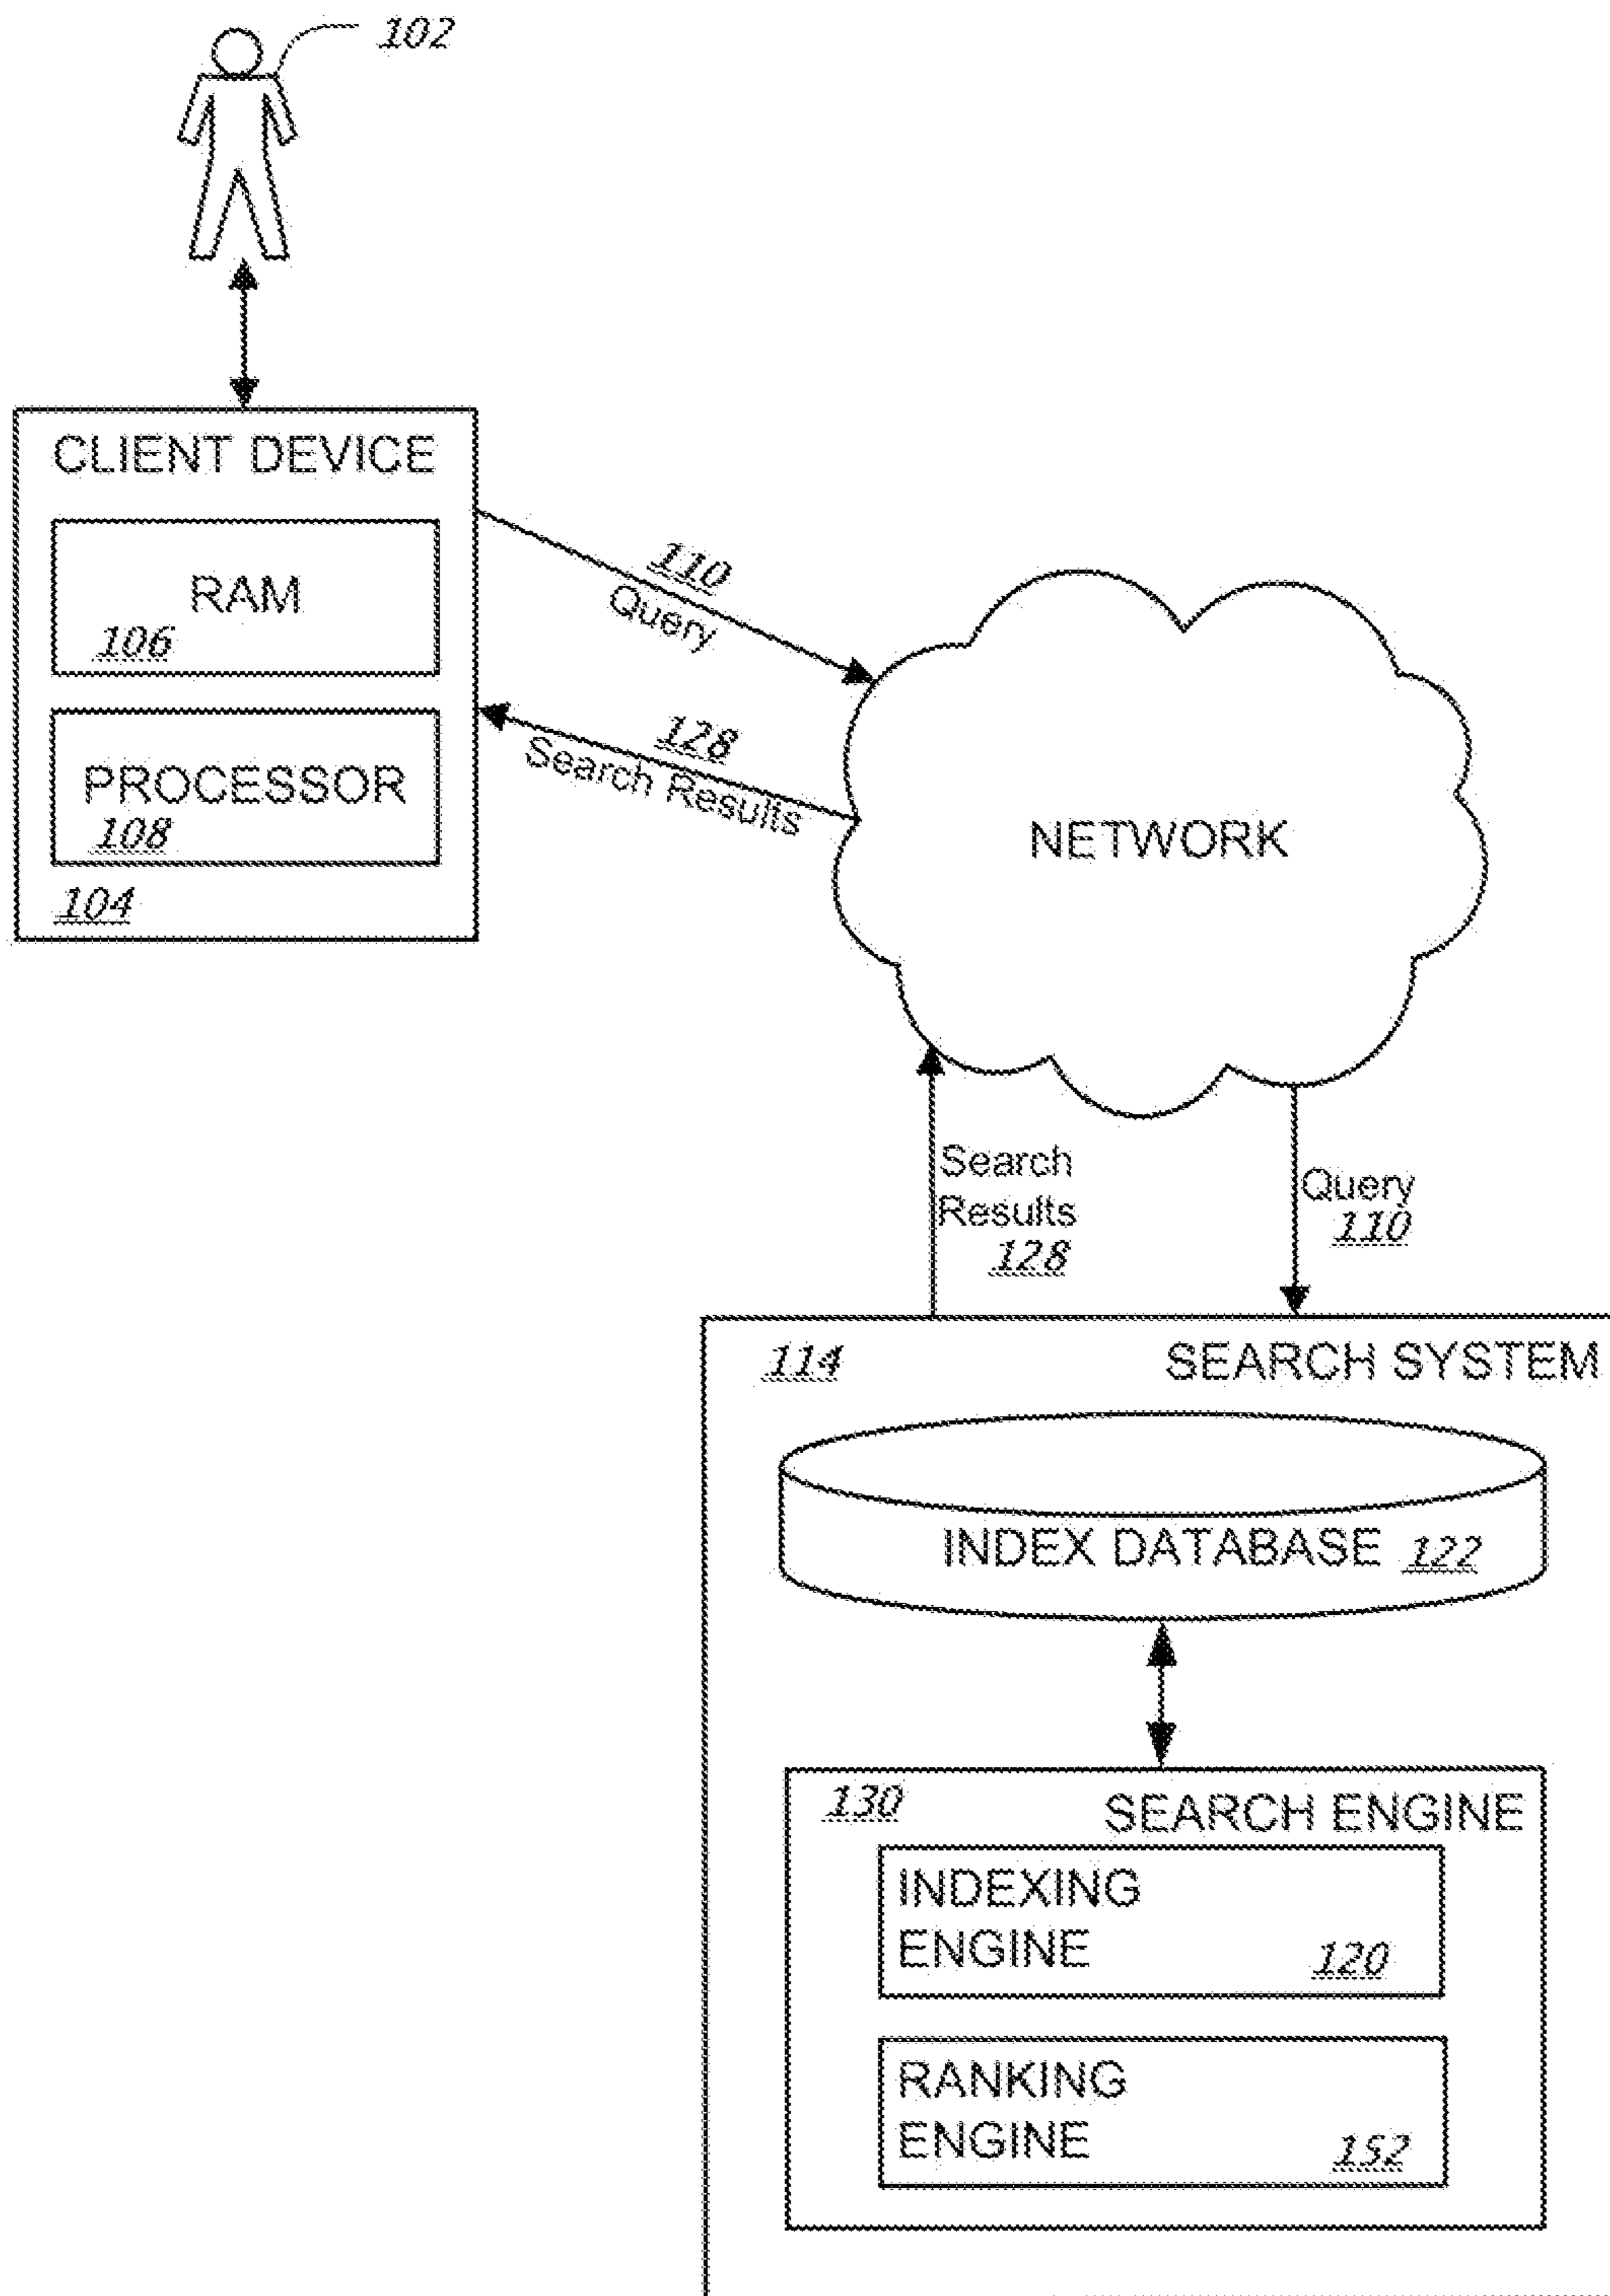 102
CLIENT DEVICE
RAM
106
PROCESSOR
108
104
110
Query
128
Search Results
NETWORK
Search
Results
128
Query
110
114 SEARCH SYSTEM
INDEX DATABASE 122
130 SEARCH ENGINE
INDEXING
ENGINE 120
RANKING
ENGINE 152